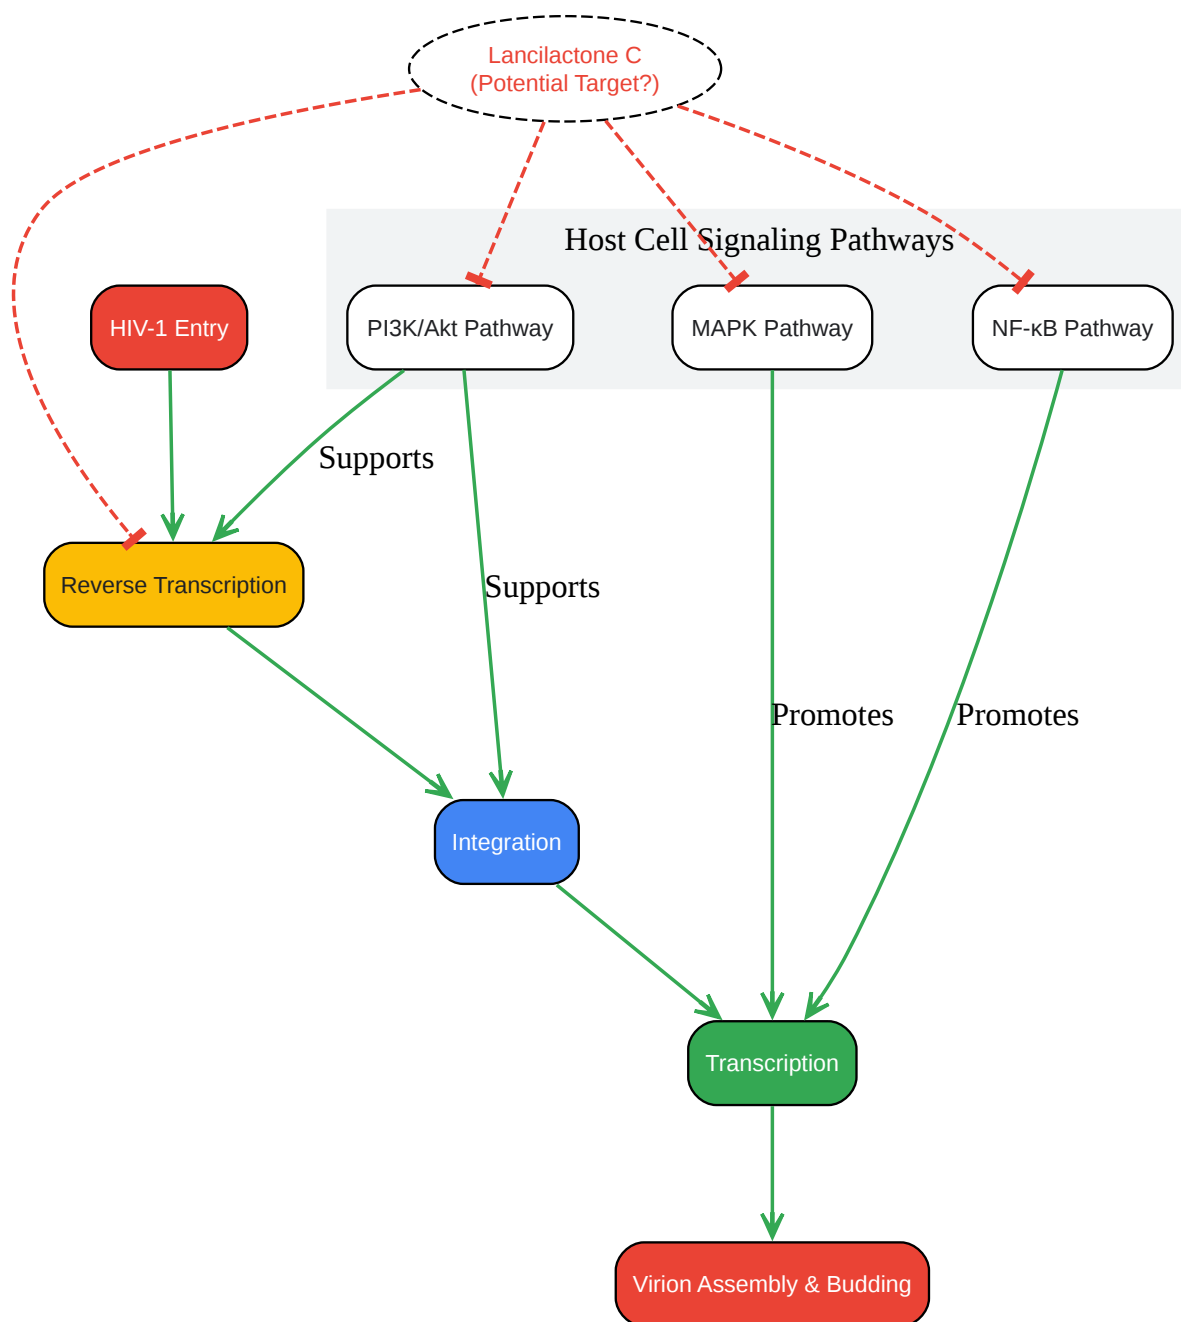 Lancilactone C
(Potential Target?)
Host Cell Signaling Pathways
HIV-1 Entry
PI3K/Akt Pathway
MAPK Pathway
NF-κB Pathway
Supports
Reverse Transcription
Supports
Promotes
Promotes
Integration
Transcription
Virion Assembly & Budding